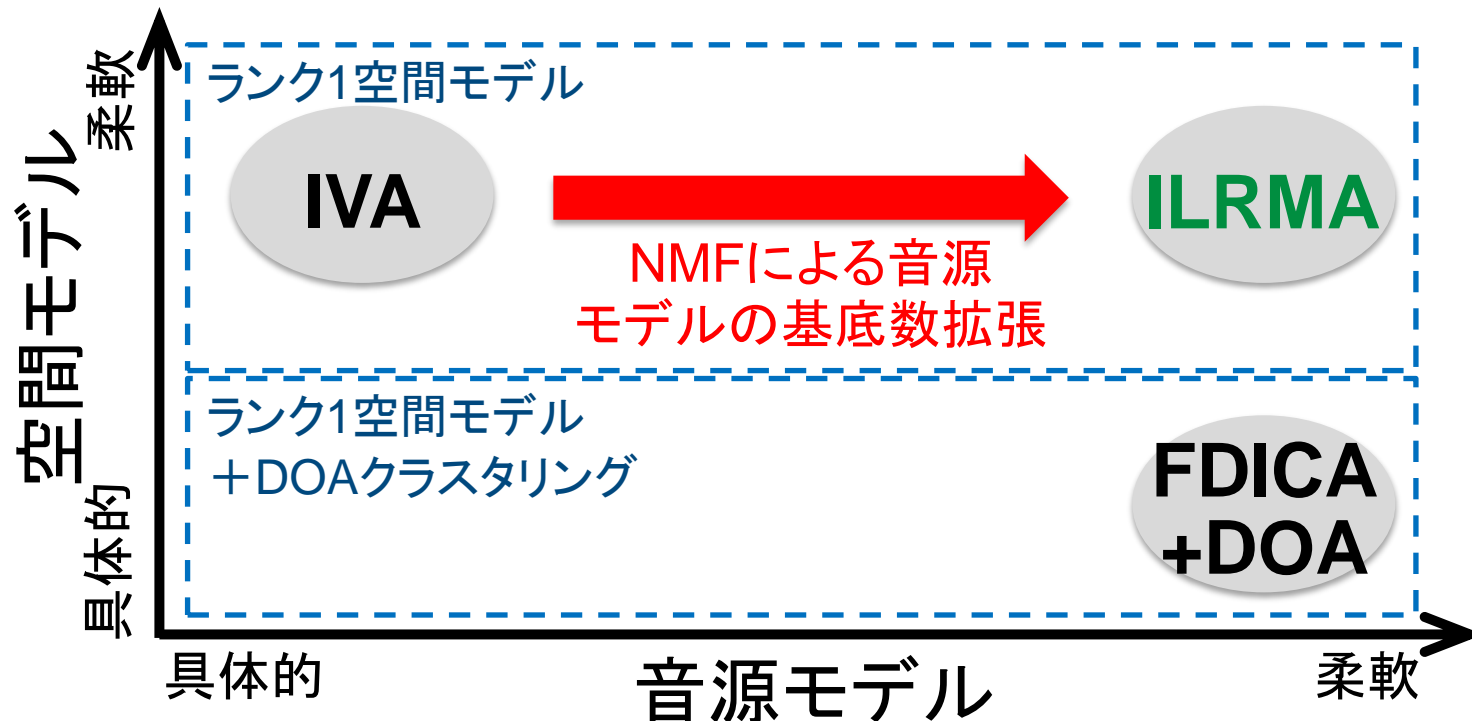 柔軟
空間モデル
具体的
ランク1空間モデル
IVA
ILRMA
NMFによる音源
モデルの基底数拡張
ランク1空間モデル
+DOAクラスタリング
FDICA
+DOA
具体的
音源モデル
柔軟